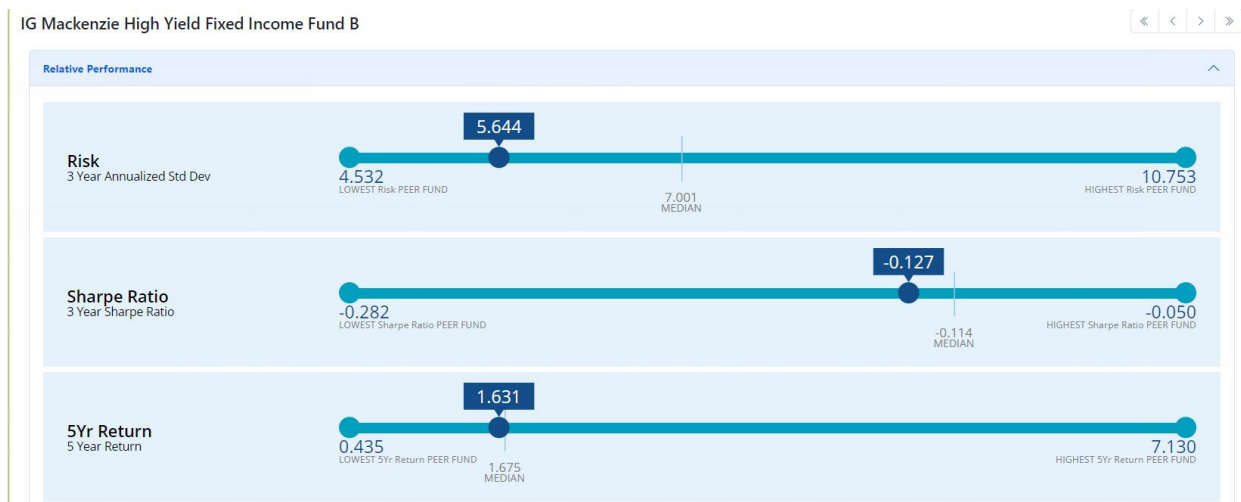 IG Mackenzie High Yield Fixed Income Fund B
Relative Performance
5.644
Risk
3 Year Annualized Std Dev
4.532
LOWEST Risk PEER FUND
7.001
MEDIAN
10.753
HIGHEST Risk PEER FUND
-0.127
Sharpe Ratio
3 Year Sharpe Ratio
-0.282
LOWEST Sharpe Ratio PEER FUND
-0.114
MEDIAN
-0.050
HIGHEST Sharpe Ratio PEER FUND
1.631
5Yr Return
5 Year Return
0.435
LOWEST 5Yr Return PEER FUND
1.675
MEDIAN
7.130
HIGHEST 5Yr Return PEER FUND